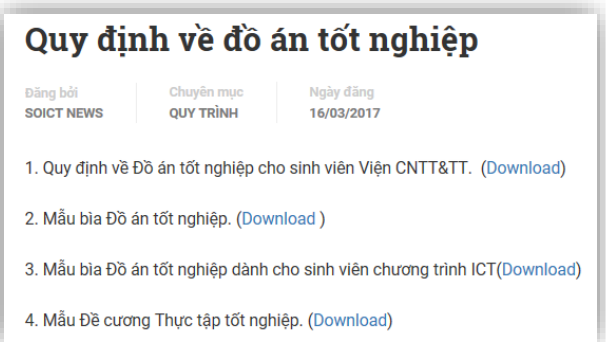 Quy định về đồ án tốt nghiệp
Đăng bởi Chuyên mục Ngày đăng
SOICT NEWS QUY TRÌNH 16/03/2017
1. Quy định về Đồ án tốt nghiệp cho sinh viên Viện CNTT&TT. (Download)
2. Mẫu bìa Đồ án tốt nghiệp. (Download )
3. Mẫu bìa Đồ án tốt nghiệp dành cho sinh viên chương trình ICT(Download)
4. Mẫu Đề cương Thực tập tốt nghiệp. (Download)